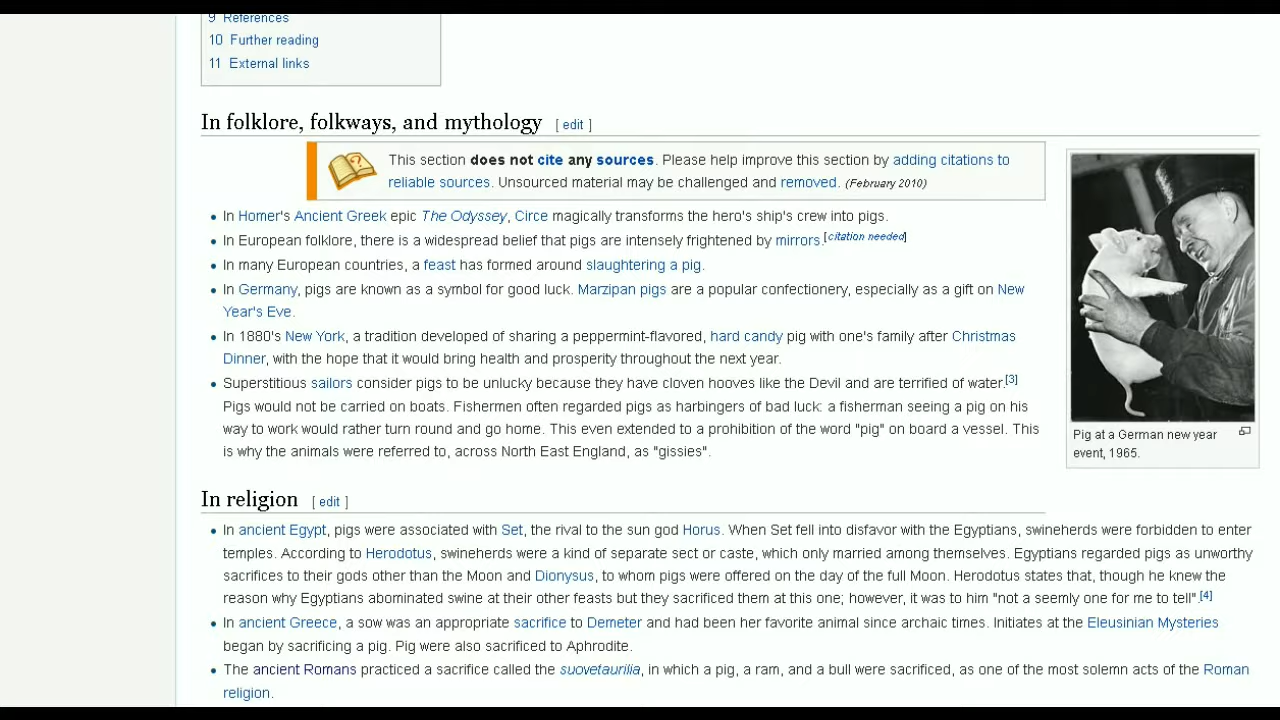 9 References
10 Further reading
11 External links
In folklore, folkways, and mythology [ edit ]
This section does not cite any sources. Please help improve this section by adding citations to
reliable sources. Unsourced material may be challenged and removed. (February 2010)
• In Homer's Ancient Greek epic The Odyssey, Circe magically transforms the hero's ship's crew into pigs.
• In European folklore, there is a widespread belief that pigs are intensely frightened by mirrors.[citation needed]
• In many European countries, a feast has formed around slaughtering a pig.
• In Germany, pigs are known as a symbol for good luck. Marzipan pigs are a popular confectionery, especially as a gift on New
Year's Eve.
• In 1880's New York, a tradition developed of sharing a peppermint-flavored, hard candy pig with one's family after Christmas
Dinner, with the hope that it would bring health and prosperity throughout the next year.
• Superstitious sailors consider pigs to be unlucky because they have cloven hooves like the Devil and are terrified of water.[3]
Pigs would not be carried on boats. Fishermen often regarded pigs as harbingers of bad luck: a fisherman seeing a pig on his
way to work would rather turn round and go home. This even extended to a prohibition of the word "pig" on board a vessel. This
is why the animals were referred to, across North East England, as "gissies".
Pig at a German new year
event, 1965.
In religion [ edit ]
• In ancient Egypt, pigs were associated with Set, the rival to the sun god Horus. When Set fell into disfavor with the Egyptians, swineherds were forbidden to enter
temples. According to Herodotus, swineherds were a kind of separate sect or caste, which only married among themselves. Egyptians regarded pigs as unworthy
sacrifices to their gods other than the Moon and Dionysus, to whom pigs were offered on the day of the full Moon. Herodotus states that, though he knew the
reason why Egyptians abominated swine at their other feasts but they sacrificed them at this one; however, it was to him "not a seemly one for me to tell".[4]
• In ancient Greece, a sow was an appropriate sacrifice to Demeter and had been her favorite animal since archaic times. Initiates at the Eleusinian Mysteries
began by sacrificing a pig. Pig were also sacrificed to Aphrodite.
• The ancient Romans practiced a sacrifice called the suovetaurilia, in which a pig, a ram, and a bull were sacrificed, as one of the most solemn acts of the Roman
religion.